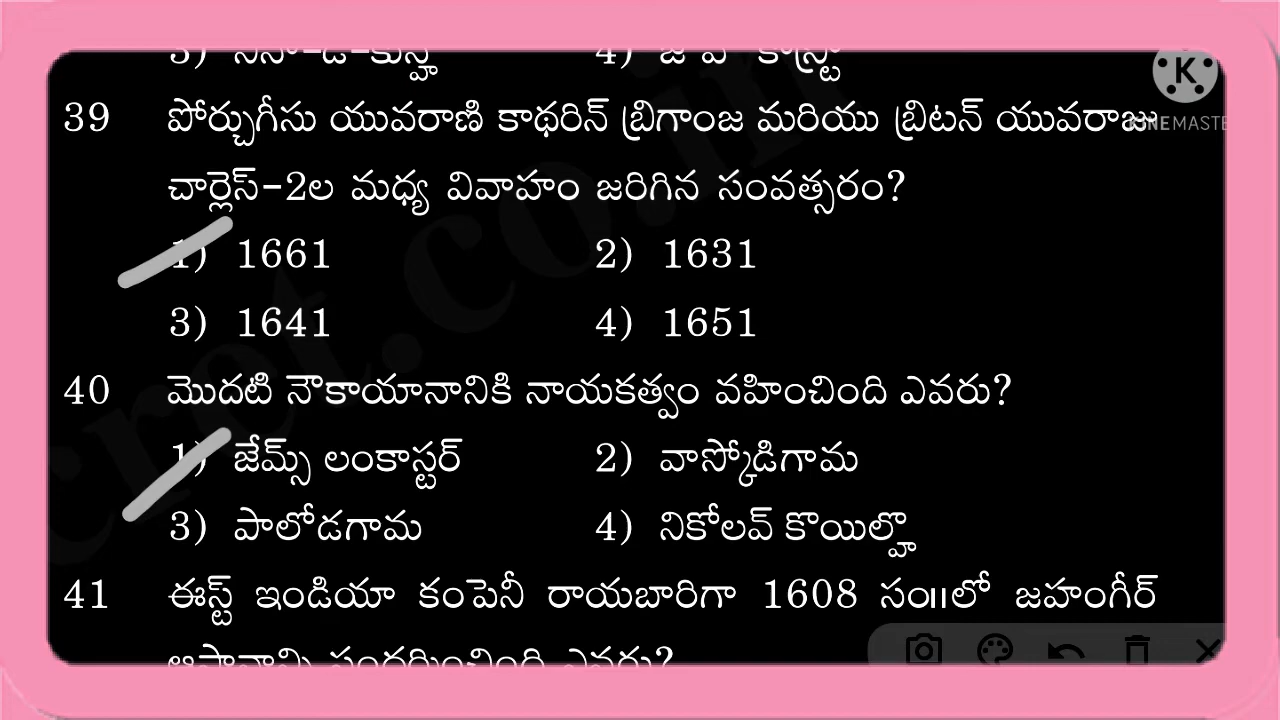 39 పోర్చుగీసు యువరాణి కాథరిన్ బ్రిగాంజ మరియు బ్రిటన్ యువరాజు
చార్లెస్-2ల మధ్య వివాహం జరిగిన సంవత్సరం?
1) 1661 2) 1631
3) 1641 4) 1651
40 మొదటి నౌకాయానానికి నాయకత్వం వహించింది ఎవరు?
1) జేమ్స్ లంకాస్టర్ 2) వాస్కోడిగామ
3) పాలోడగామ 4) నికోలవ్ కొయిల్హొ
41 ఈస్ట్ ఇండియా కంపెనీ రాయబారిగా 1608 సం॥లో జహంగీర్
K